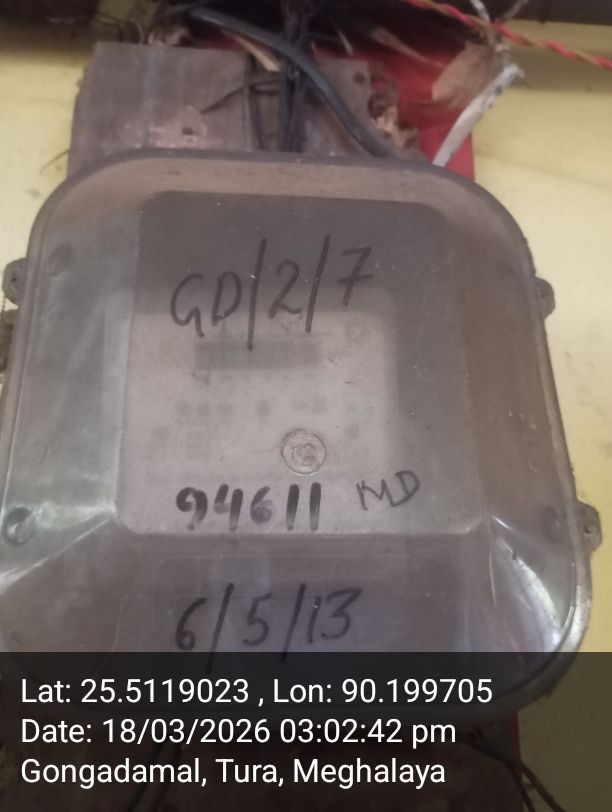 GD/2/7
94611 MD
6/5/13
Lat: 25.5119023 , Lon: 90.199705
Date: 18/03/2026 03:02:42 pm
Gongadamal, Tura, Meghalaya